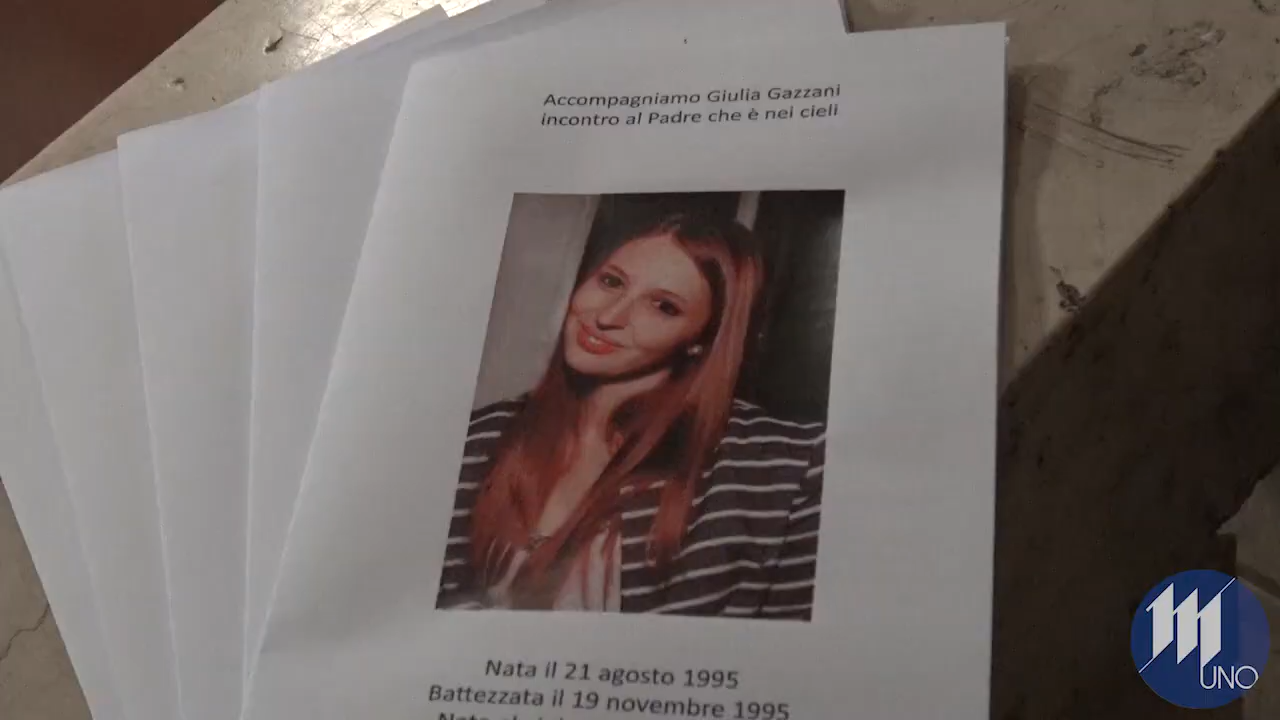 Accompagniamo Giulia Gazzani
incontro al Padre che è nei cieli
Nata il 21 agosto 1995
Battezzata il 19 novembre 1995
M UNO